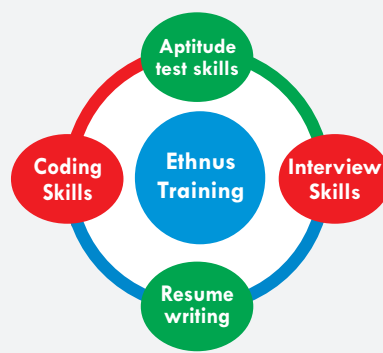 Aptitude
test skills
Coding
Skills
Ethnus
Training
Interview
Skills
Resume
writing